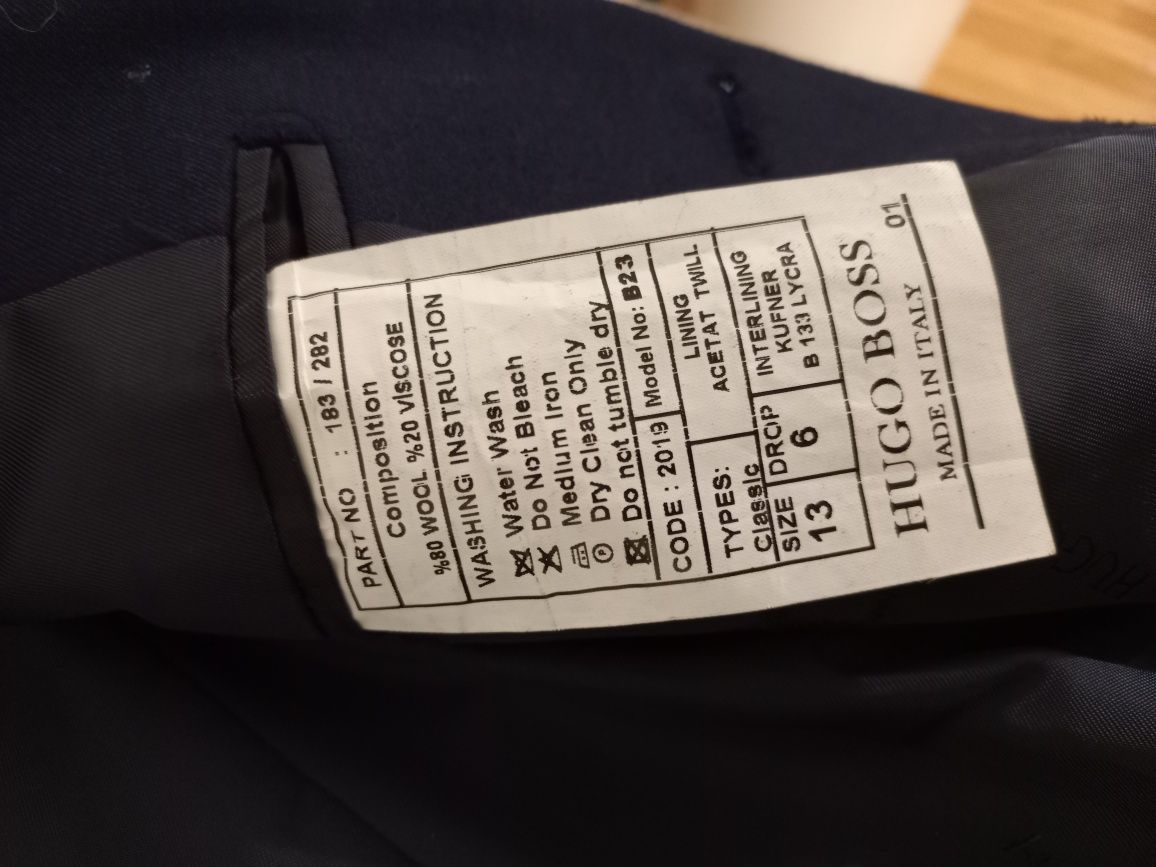 PART NO : 183 / 282
Composition
%80 WOOL %20 VISCOSE
WASHING INSTRUCTION
Water Wash
Do Not Bleach
Medium Iron
P Dry Clean Only
Do not tumble dry
CODE : 2019 Model No: B23
TYPES:
Classic
LINING
ACETAT TWILL
SIZE
13
DROP
6
INTERLINING
KUFNER
B 133 LYCRA
HUGO BOSS
MADE IN ITALY
01
HUG